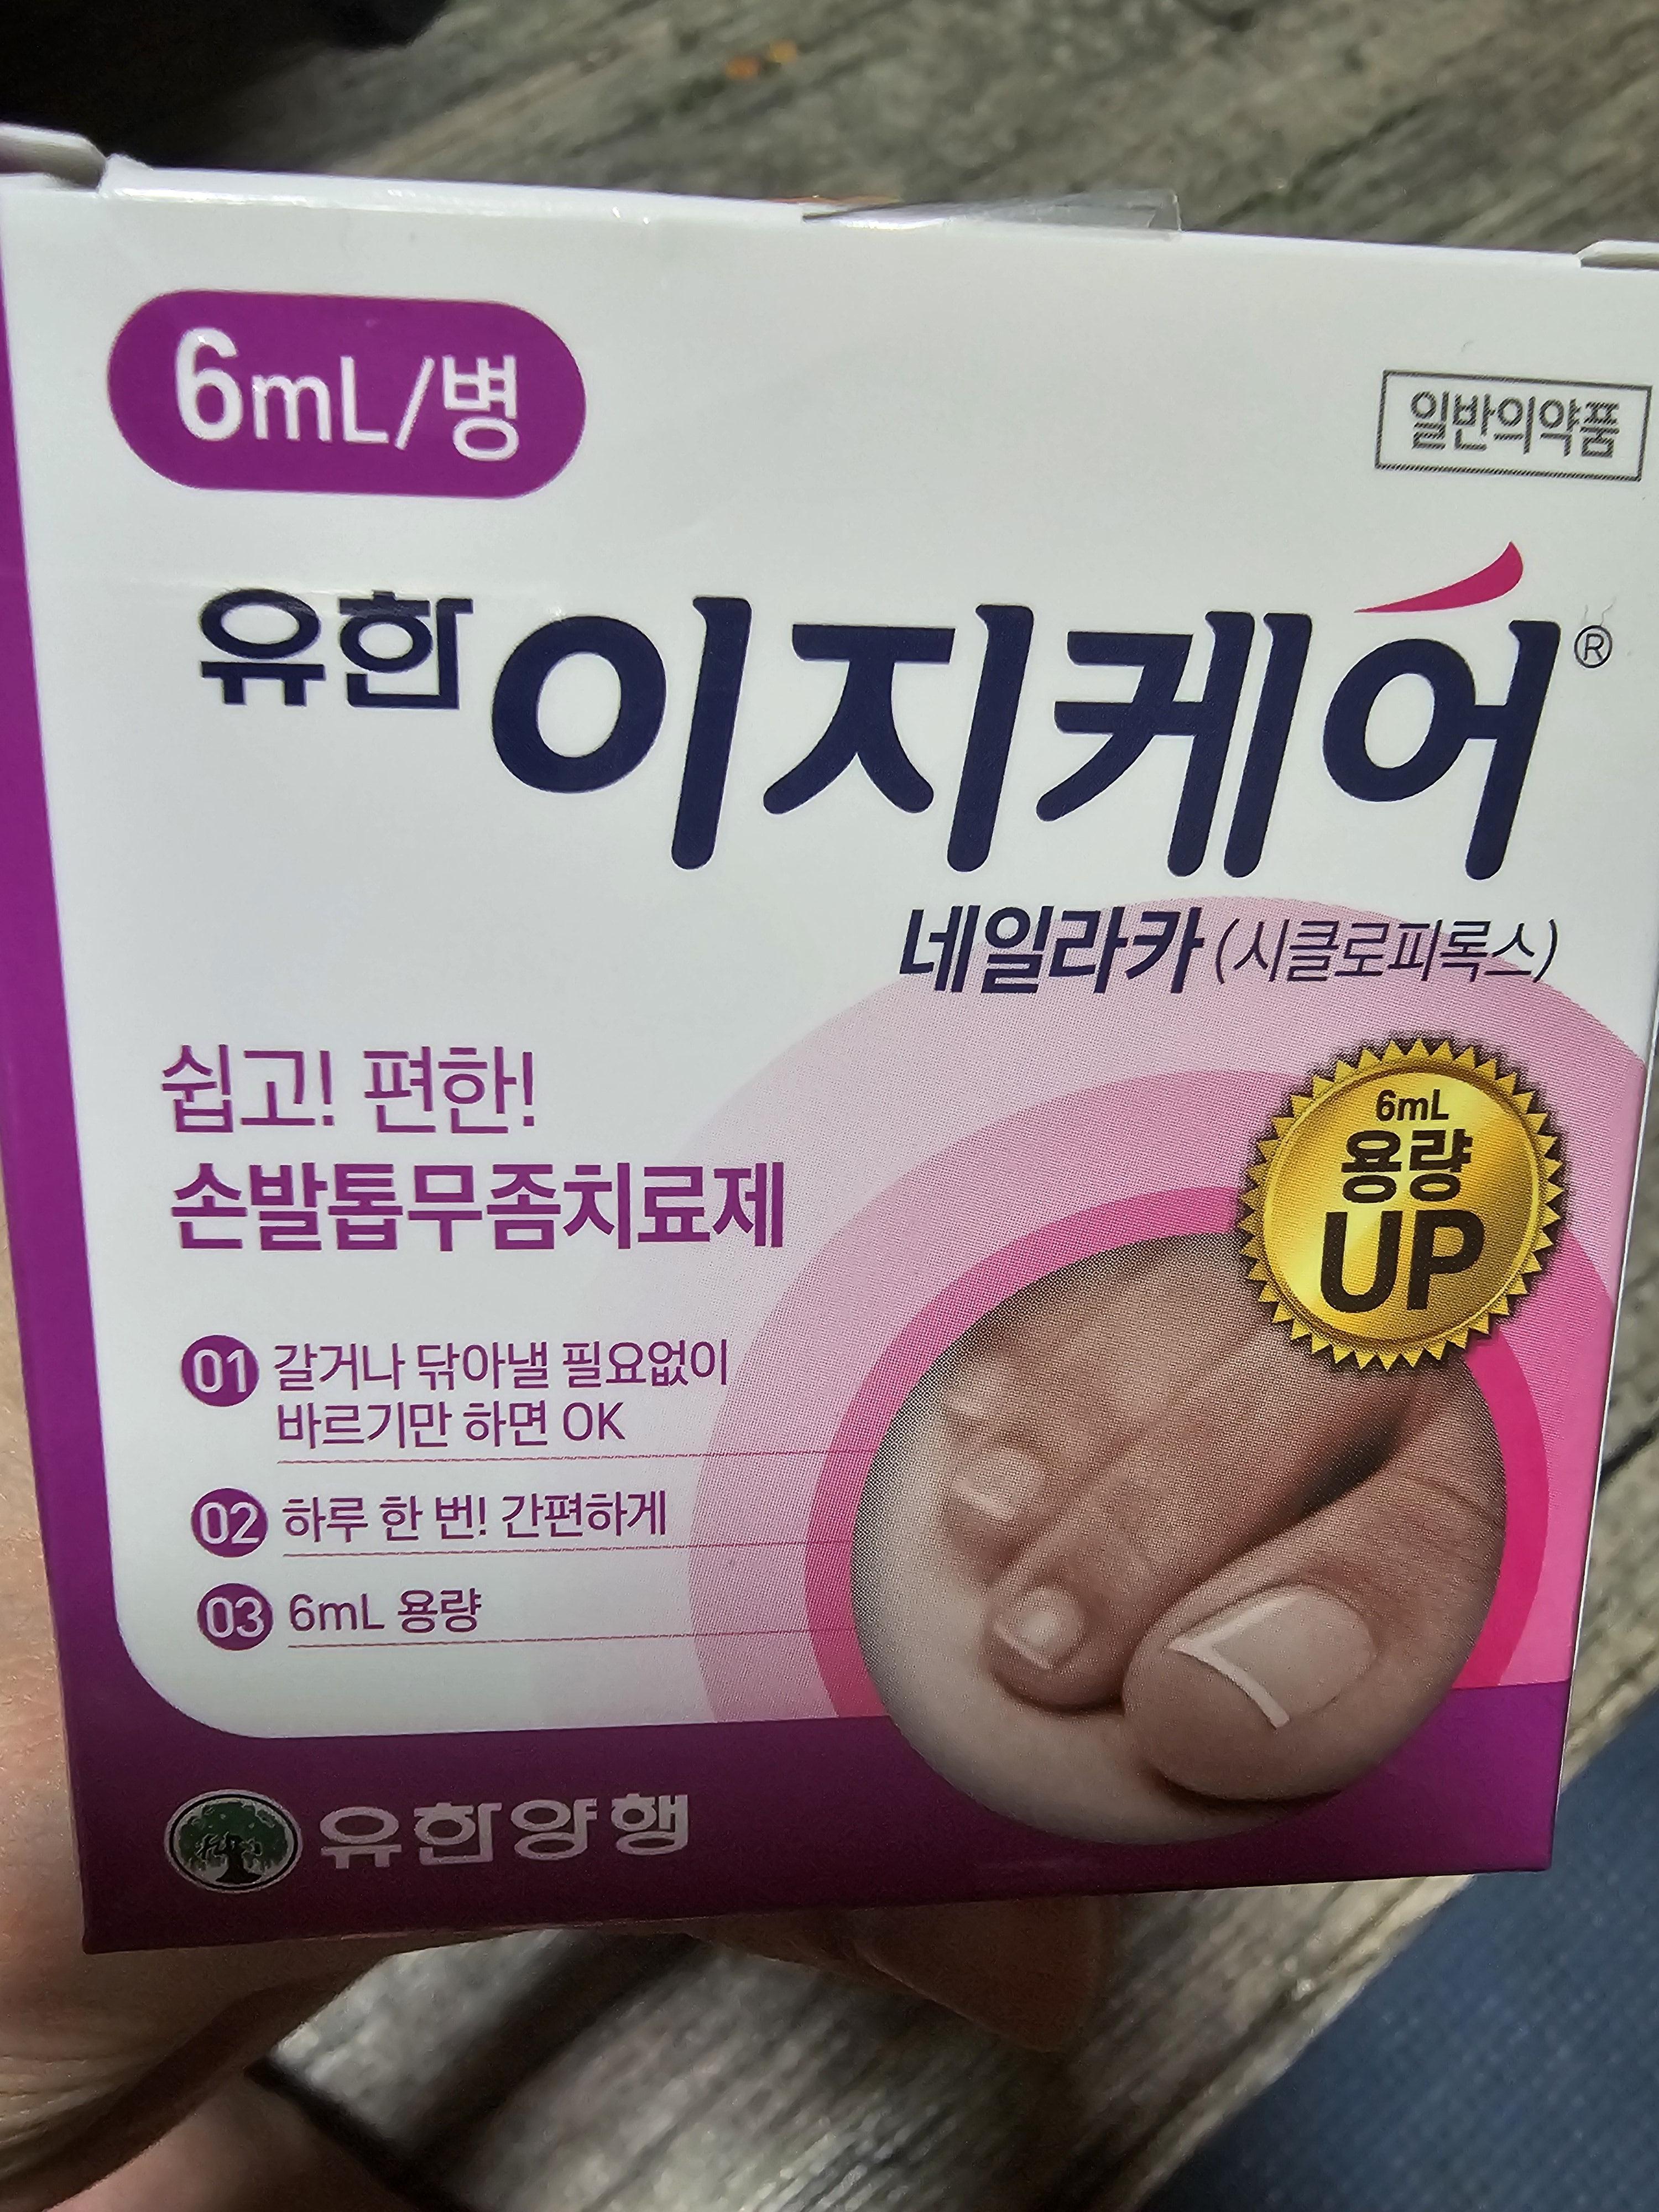 6mL/병
일반의약품
유한이지케어®
네일라카 (시클로피록스)
쉽고! 편한!
손발톱무좀치료제
6mL
용량
UP
01 갈거나 닦아낼 필요없이
바르기만 하면 OK
02 하루 한 번! 간편하게
03 6mL 용량
유한양행